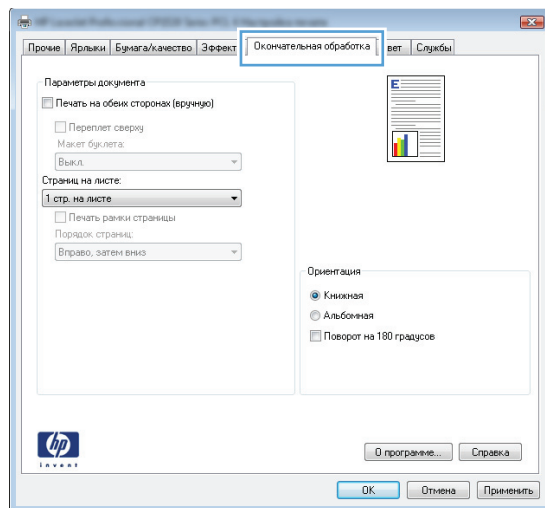 Прочие Ярлыки Бумага/качество Эффект Окончательная обработка вет Службы
Параметры документа
Печать на обеих сторонах (вручную)
Переплет сверху
Макет буклета:
Выкл.
Страниц на листе:
1 стр. на листе
Печать рамки страницы
Порядок страниц:
Вправо, затем вниз
E
Ориентация
Книжная
Альбомная
Поворот на 180 градусов
hp
invent
О программе... Справка
OK Отмена Применить